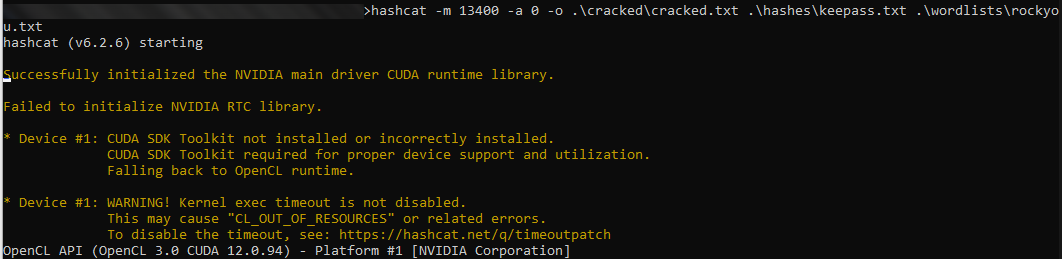 >hashcat -m 13400 -a 0 -o .\cracked\cracked.txt .\hashes\keepass.txt .\wordlists\rockyo
u.txt
hashcat (v6.2.6) starting
Successfully initialized the NVIDIA main driver CUDA runtime library.
Failed to initialize NVIDIA RTC library.
* Device #1: CUDA SDK Toolkit not installed or incorrectly installed.
CUDA SDK Toolkit required for proper device support and utilization.
Falling back to OpenCL runtime.
* Device #1: WARNING! Kernel exec timeout is not disabled.
This may cause "CL_OUT_OF_RESOURCES" or related errors.
To disable the timeout, see: https://hashcat.net/q/timeoutpatch
OpenCL API (OpenCL 3.0 CUDA 12.0.94) - Platform #1 [NVIDIA Corporation]